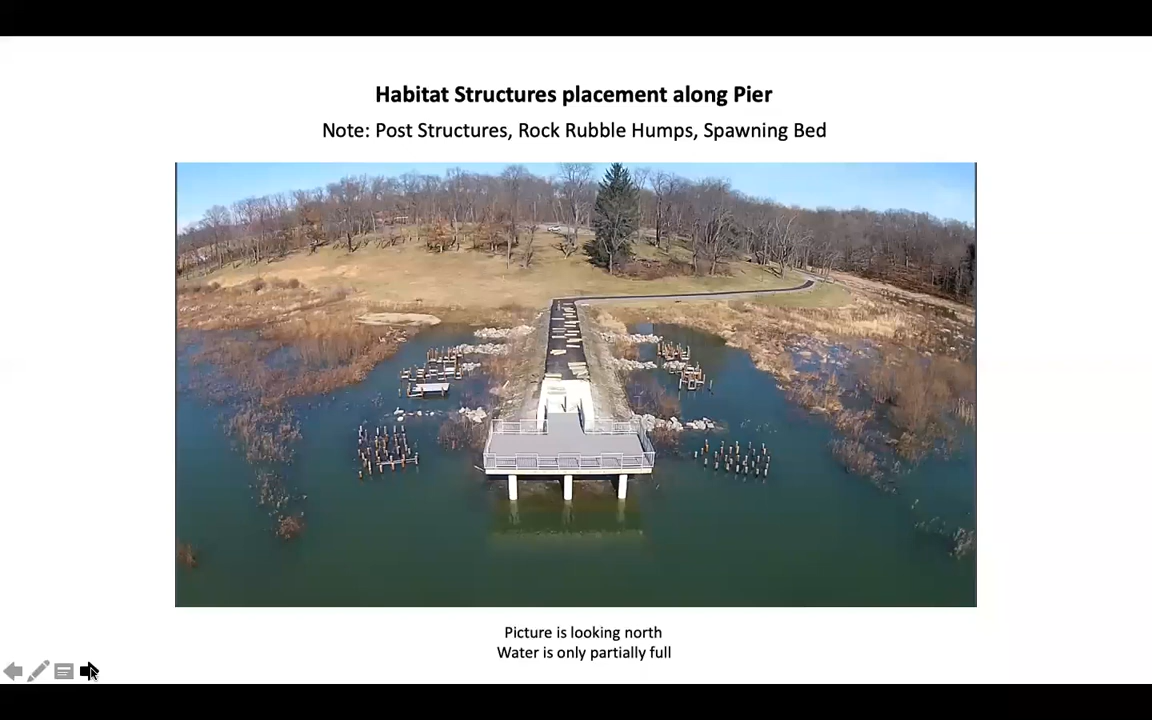 Habitat Structures placement along Pier
Note: Post Structures, Rock Rubble Humps, Spawning Bed
Picture is looking north
Water is only partially full